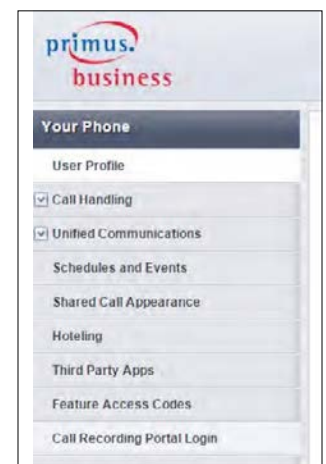 primus.
business
Your Phone
User Profile
Call Handling
Unified Communications
Schedules and Events
Shared Call Appearance
Hoteling
Third Party Apps
Feature Access Codes
Call Recording Portal Login